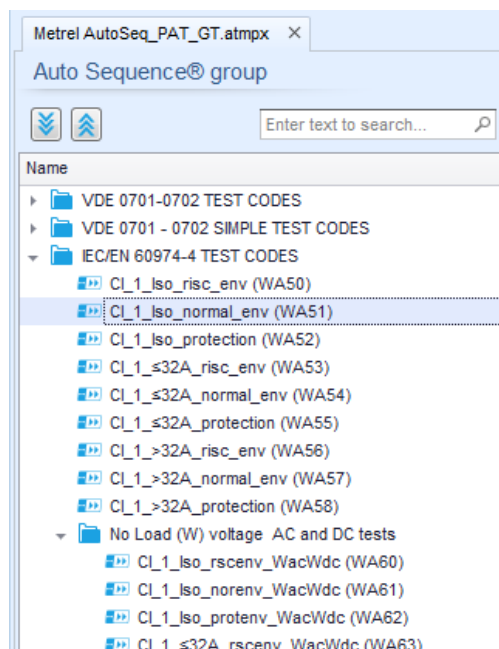 Metrel AutoSeq_PAT_GT.atmpx
Auto Sequence® group
Enter text to search...
Name
VDE 0701-0702 TEST CODES
VDE 0701 - 0702 SIMPLE TEST CODES
IEC/EN 60974-4 TEST CODES
Cl_1_Iso_risc_env (WA50)
Cl_1_Iso_normal_env (WA51)
Cl_1_Iso_protection (WA52)
Cl_1_≤32A_risc_env (WA53)
Cl_1_≤32A_normal_env (WA54)
Cl_1_≤32A_protection (WA55)
Cl_1_>32A_risc_env (WA56)
Cl_1_>32A_normal_env (WA57)
Cl_1_>32A_protection (WA58)
No Load (W) voltage AC and DC tests
Cl_1_Iso_rscenv_WacWdc (WA60)
Cl_1_Iso_norenv_WacWdc (WA61)
Cl_1_Iso_protenv_WacWdc (WA62)
Cl_1_≤32A_rscenv_WacWdc (WA63)